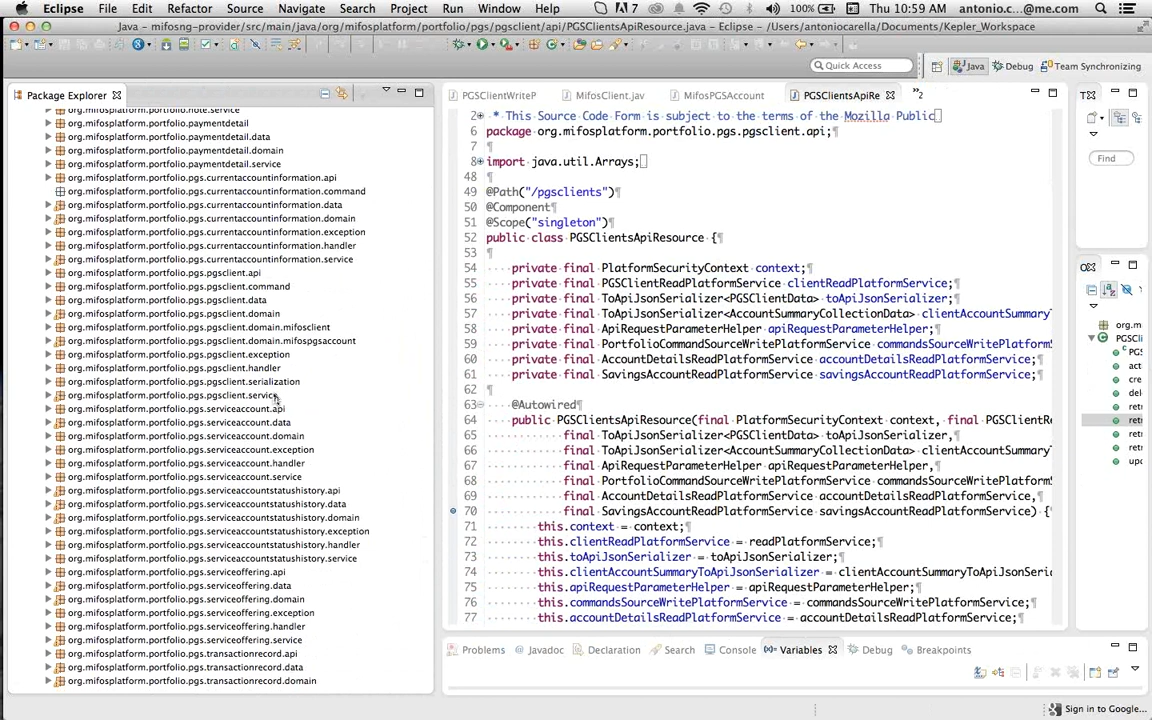 Eclipse File Edit Source Refactor Navigate Search Project Run Window Help 7 100% Thu 10:59 AM antonio.c...@me.com
Java – mifosng-provider/src/main/java/org/mifosplatform/portfolio/pgs/pgsclient/api/PGSClientsApiResource.java – Eclipse – /Users/antoniocarella/Documents/Kepler_Workspace
Quick Access Java Debug Team Synchronizing
Package Explorer
org.mifosplatform.portfolio.note.service
org.mifosplatform.portfolio.paymentdetail
org.mifosplatform.portfolio.paymentdetail.data
org.mifosplatform.portfolio.paymentdetail.domain
org.mifosplatform.portfolio.paymentdetail.service
org.mifosplatform.portfolio.pgs.currentaccountinformation.api
org.mifosplatform.portfolio.pgs.currentaccountinformation.command
org.mifosplatform.portfolio.pgs.currentaccountinformation.data
org.mifosplatform.portfolio.pgs.currentaccountinformation.domain
org.mifosplatform.portfolio.pgs.currentaccountinformation.exception
org.mifosplatform.portfolio.pgs.currentaccountinformation.handler
org.mifosplatform.portfolio.pgs.currentaccountinformation.service
org.mifosplatform.portfolio.pgs.pgsclient.api
org.mifosplatform.portfolio.pgs.pgsclient.command
org.mifosplatform.portfolio.pgs.pgsclient.data
org.mifosplatform.portfolio.pgs.pgsclient.domain
org.mifosplatform.portfolio.pgs.pgsclient.domain.mifosclient
org.mifosplatform.portfolio.pgs.pgsclient.domain.mifospgsaccount
org.mifosplatform.portfolio.pgs.pgsclient.exception
org.mifosplatform.portfolio.pgs.pgsclient.handler
org.mifosplatform.portfolio.pgs.pgsclient.serialization
org.mifosplatform.portfolio.pgs.pgsclient.service
org.mifosplatform.portfolio.pgs.serviceaccount.api
org.mifosplatform.portfolio.pgs.serviceaccount.data
org.mifosplatform.portfolio.pgs.serviceaccount.domain
org.mifosplatform.portfolio.pgs.serviceaccount.exception
org.mifosplatform.portfolio.pgs.serviceaccount.handler
org.mifosplatform.portfolio.pgs.serviceaccount.service
org.mifosplatform.portfolio.pgs.serviceaccountstatushistory.api
org.mifosplatform.portfolio.pgs.serviceaccountstatushistory.data
org.mifosplatform.portfolio.pgs.serviceaccountstatushistory.domain
org.mifosplatform.portfolio.pgs.serviceaccountstatushistory.exception
org.mifosplatform.portfolio.pgs.serviceaccountstatushistory.handler
org.mifosplatform.portfolio.pgs.serviceaccountstatushistory.service
org.mifosplatform.portfolio.pgs.serviceoffering.api
org.mifosplatform.portfolio.pgs.serviceoffering.data
org.mifosplatform.portfolio.pgs.serviceoffering.domain
org.mifosplatform.portfolio.pgs.serviceoffering.exception
org.mifosplatform.portfolio.pgs.serviceoffering.handler
org.mifosplatform.portfolio.pgs.serviceoffering.service
org.mifosplatform.portfolio.pgs.transactionrecord.api
org.mifosplatform.portfolio.pgs.transactionrecord.data
org.mifosplatform.portfolio.pgs.transactionrecord.domain
PGSClientWriteP MifosClient.java MifosPGSAccount PGSClientsApiRe »2
2 * This Source Code Form is subject to the terms of the Mozilla Public
6 package org.mifosplatform.portfolio.pgs.pgsclient.api;¶
7 ¶
8 import java.util.Arrays;
48 ¶
49 @Path("/pgsclients")¶
50 @Component¶
51 @Scope("singleton")¶
52 public class PGSClientsApiResource {¶
53 ¶
54 private final PlatformSecurityContext context;¶
55 private final PGSClientReadPlatformService clientReadPlatformService;¶
56 private final ToApiJsonSerializer<PGSClientData> toApiJsonSerializer;¶
57 private final ToApiJsonSerializer<AccountSummaryCollectionData> clientAccountSummaryT
58 private final ApiRequestParameterHelper apiRequestParameterHelper;¶
59 private final PortfolioCommandSourceWritePlatformService commandsSourceWritePlatforms
60 private final AccountDetailsReadPlatformService accountDetailsReadPlatformService;¶
61 private final SavingsAccountReadPlatformService savingsAccountReadPlatformService;¶
62 ¶
63 @Autowired¶
64 public PGSClientsApiResource(final PlatformSecurityContext context, final PGSClientRe
65 final ToApiJsonSerializer<PGSClientData> toApiJsonSerializer,¶
66 final ToApiJsonSerializer<AccountSummaryCollectionData> clientAccountSummaryT
67 final ApiRequestParameterHelper apiRequestParameterHelper,¶
68 final PortfolioCommandSourceWritePlatformService commandsSourceWritePlatforms
69 final AccountDetailsReadPlatformService accountDetailsReadPlatformService,¶
70 final SavingsAccountReadPlatformService savingsAccountReadPlatformService) {¶
71 this.context = context;¶
72 this.clientReadPlatformService = readPlatformService;¶
73 this.toApiJsonSerializer = toApiJsonSerializer;¶
74 this.clientAccountSummaryToApiJsonSerializer = clientAccountSummaryToApiJsonSeria
75 this.apiRequestParameterHelper = apiRequestParameterHelper;¶
76 this.commandsSourceWritePlatformService = commandsSourceWritePlatformService;¶
77 this.accountDetailsReadPlatformService = accountDetailsReadPlatformService;¶
Find
org.m
PGSCli
PGS
act
cre
del
ret
ret
ret
ret
upc
Problems Javadoc Declaration Search Console Variables Debug Breakpoints
Sign in to Google...